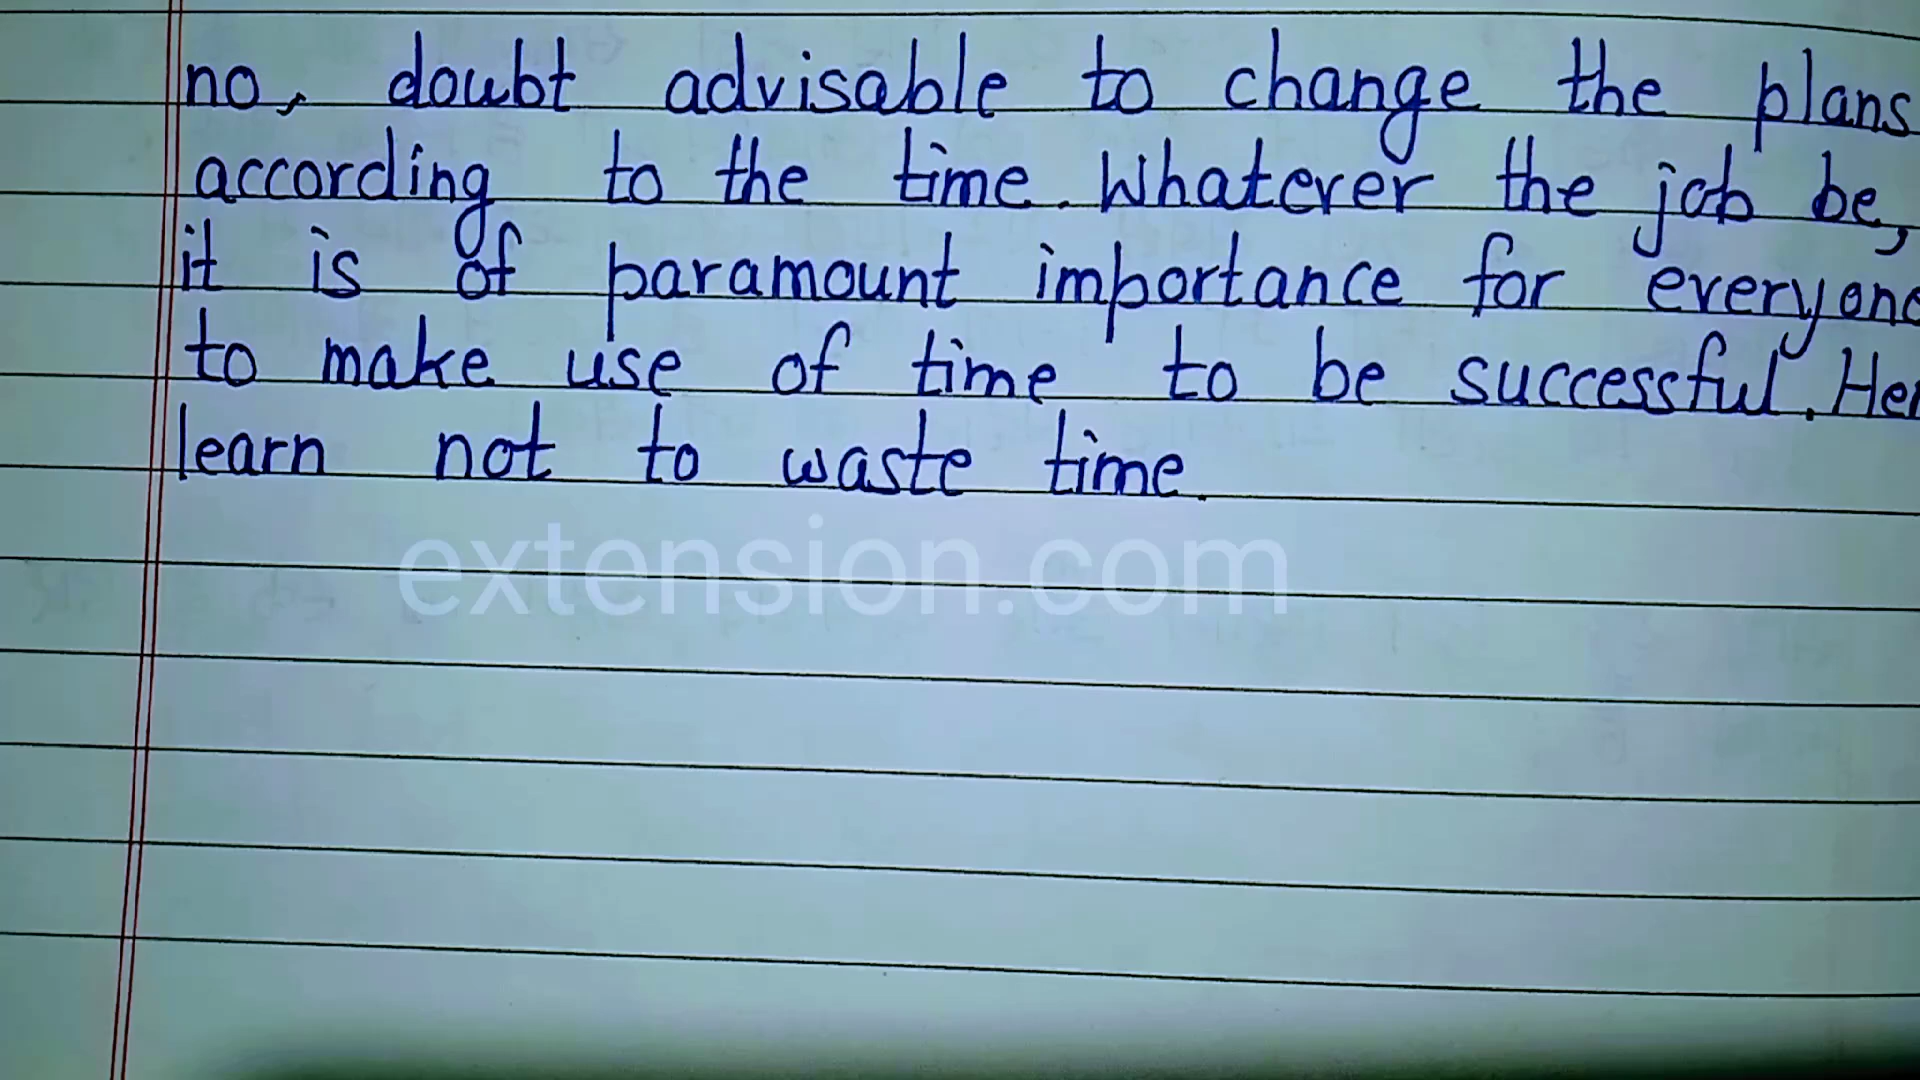 no, doubt advisable to change the plans
according to the time. Whatever the job be,
it is of paramount importance for everyone
to make use of time to be successful.
learn not to waste time.
extension.com